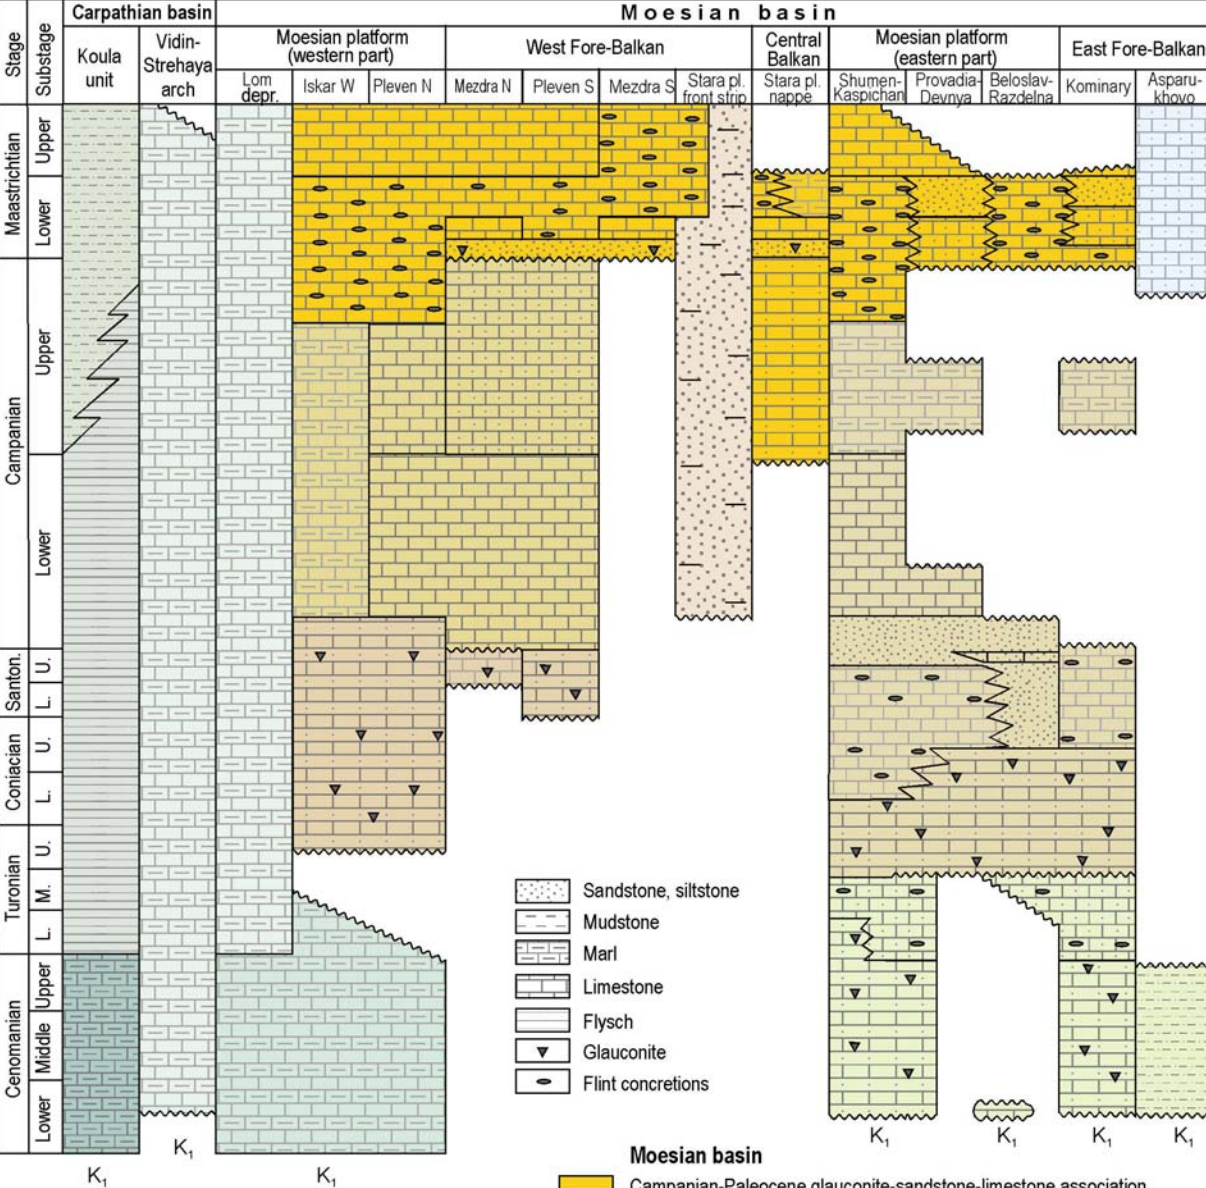 Carpathian basin
Moesian basin
Stage
Substage
Koula
unit
Vidin-
Strehaya
arch
Moesian platform
(western part)
West Fore-Balkan
Central
Balkan
Moesian platform
(eastern part)
East Fore-Balkan
Lom
depr.
Iskar W
Pleven N
Mezdra N
Pleven S
Mezdra S
Stara pl.
front strip
Stara pl.
nappe
Shumen-
Kaspichan
Provadia-
Devnya
Beloslav-
Razdelna
Kominary
Asparu-
khovo
Maastrichtian
Upper
Lower
Campanian
Upper
Lower
Santon.
U.
L.
Coniacian
U.
L.
Turonian
U.
M.
L.
Cenomanian
Upper
Middle
Lower
Sandstone, siltstone
Mudstone
Marl
Limestone
Flysch
Glauconite
Flint concretions
K₁
K₁
K₁
K₁
K₁
K₁
K₁
Moesian basin
Campanian-Paleocene glauconite-sandstone-limestone association